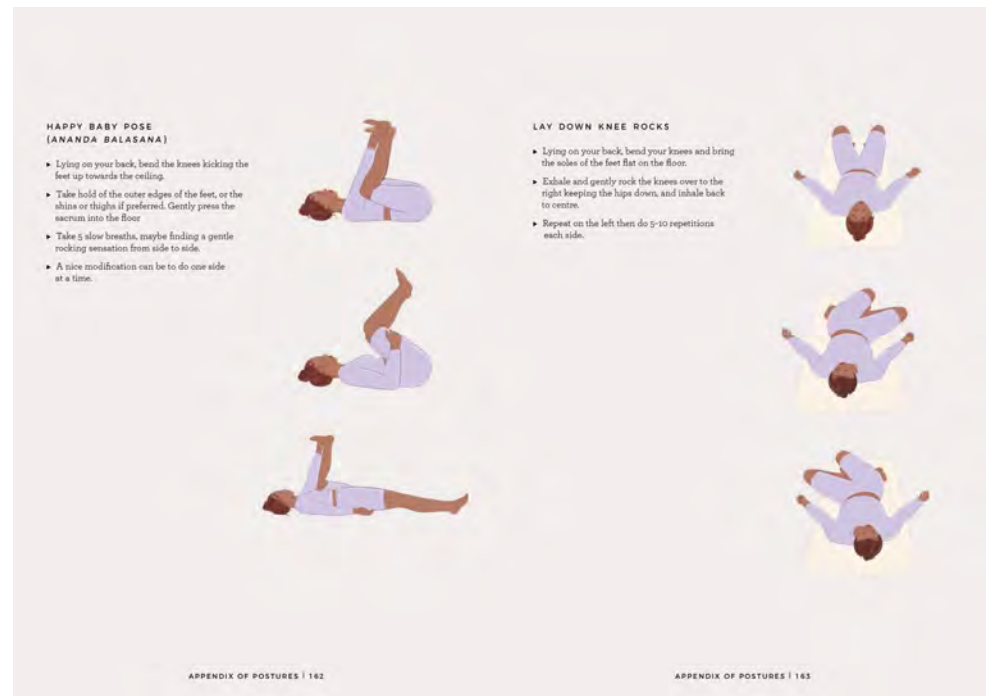 HAPPY BABY POSE
(ANANDA BALASANA)
▸ Lying on your back, bend the knees kicking the
feet up towards the ceiling.
▸ Take hold of the outer edges of the feet, or the
shins or thighs if preferred. Gently press the
sacrum into the floor
▸ Take 5 slow breaths, maybe finding a gentle
rocking sensation from side to side.
▸ A nice modification can be to do one side
at a time.
APPENDIX OF POSTURES | 162
LAY DOWN KNEE ROCKS
▸ Lying on your back, bend your knees and bring
the soles of the feet flat on the floor.
▸ Exhale and gently rock the knees over to the
right keeping the hips down, and inhale back
to centre.
▸ Repeat on the left then do 5-10 repetitions
each side.
APPENDIX OF POSTURES | 163